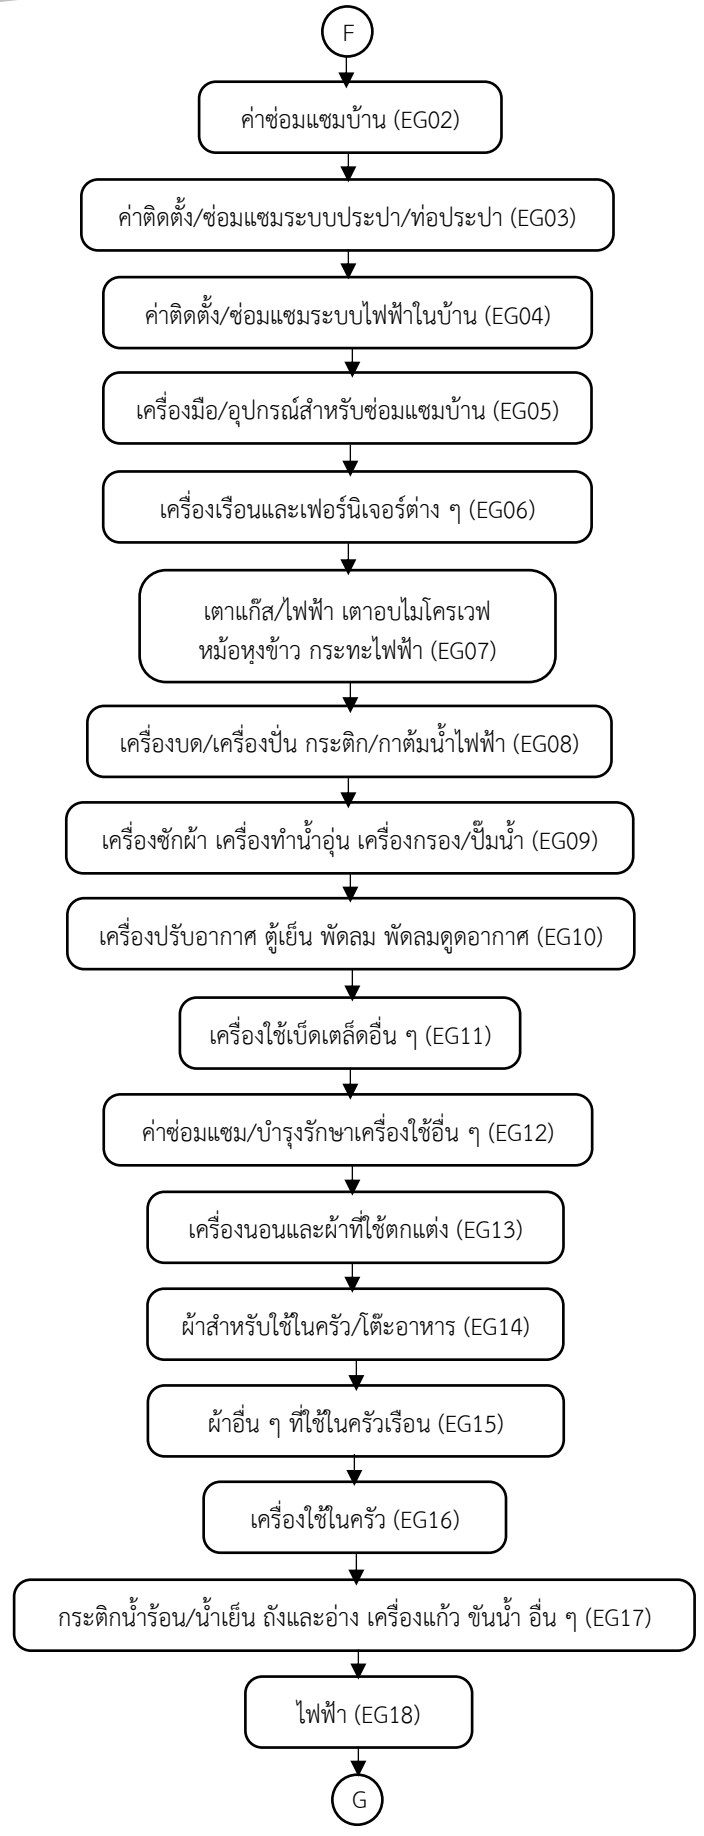 F
ค่าซ่อมแซมบ้าน (EG02)
ค่าติดตั้ง/ซ่อมแซมระบบประปา/ท่อประปา (EG03)
ค่าติดตั้ง/ซ่อมแซมระบบไฟฟ้าในบ้าน (EG04)
เครื่องมือ/อุปกรณ์สำหรับซ่อมแซมบ้าน (EG05)
เครื่องเรือนและเฟอร์นิเจอร์ต่าง ๆ (EG06)
เตาแก๊ส/ไฟฟ้า เตาอบไมโครเวฟ
หม้อหุงข้าว กระทะไฟฟ้า (EG07)
เครื่องบด/เครื่องปั่น กระติก/กาต้มน้ำไฟฟ้า (EG08)
เครื่องซักผ้า เครื่องทำน้ำอุ่น เครื่องกรอง/ปั๊มน้ำ (EG09)
เครื่องปรับอากาศ ตู้เย็น พัดลม พัดลมดูดอากาศ (EG10)
เครื่องใช้เบ็ดเตล็ดอื่น ๆ (EG11)
ค่าซ่อมแซม/บำรุงรักษาเครื่องใช้อื่น ๆ (EG12)
เครื่องนอนและผ้าที่ใช้ตกแต่ง (EG13)
ผ้าสำหรับใช้ในครัว/โต๊ะอาหาร (EG14)
ผ้าอื่น ๆ ที่ใช้ในครัวเรือน (EG15)
เครื่องใช้ในครัว (EG16)
กระติกน้ำร้อน/น้ำเย็น ถังและอ่าง เครื่องแก้ว ขันน้ำ อื่น ๆ (EG17)
ไฟฟ้า (EG18)
G